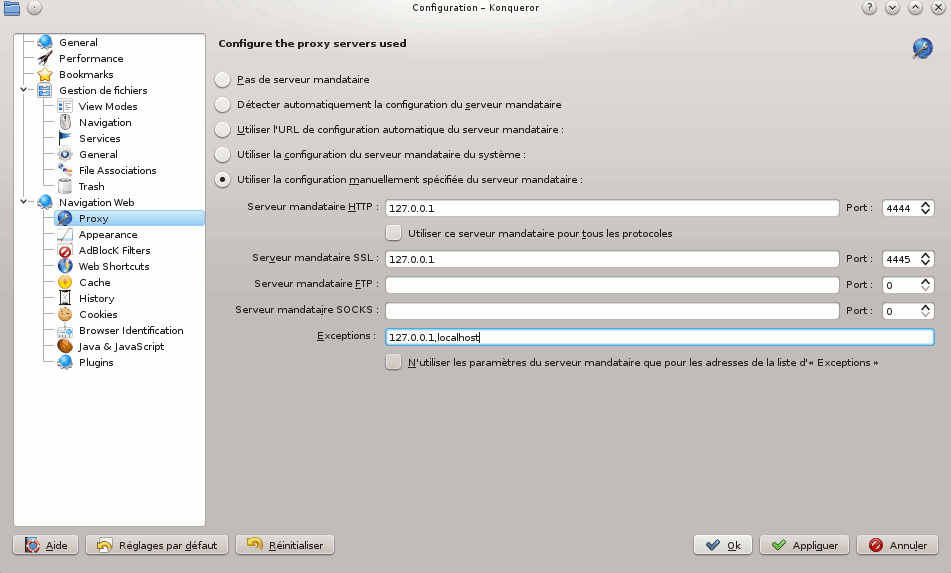 Configuration – Konqueror
General
Performance
Bookmarks
Gestion de fichiers
View Modes
Navigation
Services
General
File Associations
Trash
Navigation Web
Proxy
Appearance
AdBlocK Filters
Web Shortcuts
Cache
History
Cookies
Browser Identification
Java & JavaScript
Plugins
Configure the proxy servers used
Pas de serveur mandataire
Détecter automatiquement la configuration du serveur mandataire
Utiliser l'URL de configuration automatique du serveur mandataire :
Utiliser la configuration du serveur mandataire du système :
Utiliser la configuration manuellement spécifiée du serveur mandataire :
Serveur mandataire HTTP : 127.0.0.1 Port : 4444
Utiliser ce serveur mandataire pour tous les protocoles
Serveur mandataire SSL : 127.0.0.1 Port : 4445
Serveur mandataire FTP : Port : 0
Serveur mandataire SOCKS : Port : 0
Exceptions : 127.0.0.1,localhost
N'utiliser les paramètres du serveur mandataire que pour les adresses de la liste d'« Exceptions »
Aide Réglages par défaut Réinitialiser Ok Appliquer Annuler